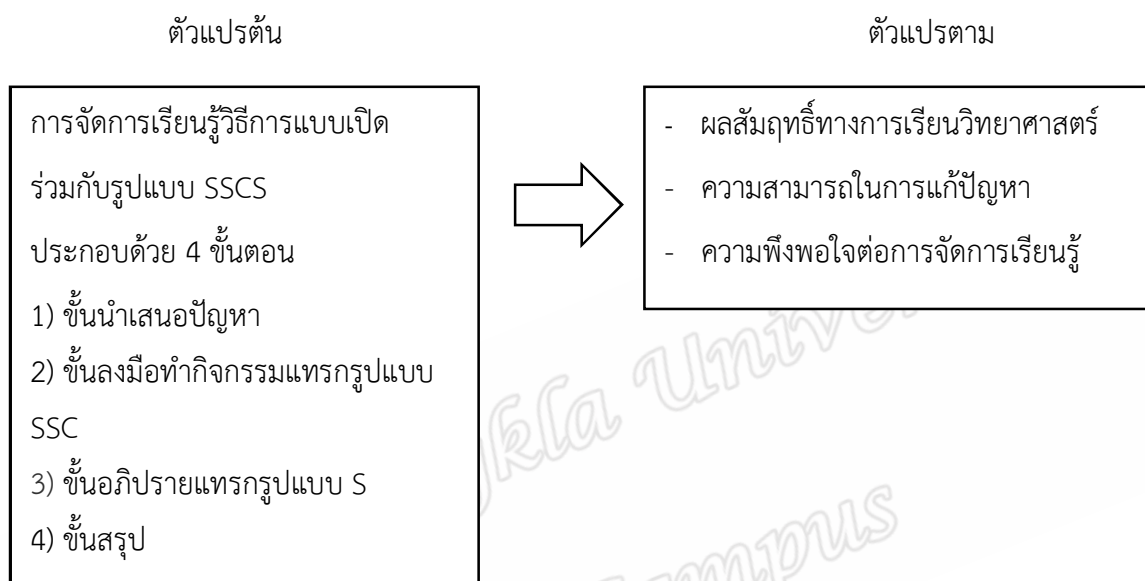 ตัวแปรต้น
ตัวแปรตาม
การจัดการเรียนรู้วิธีการแบบเปิด
ร่วมกับรูปแบบ SSCS
ประกอบด้วย 4 ขั้นตอน
1) ขั้นนำเสนอปัญหา
2) ขั้นลงมือทำกิจกรรมแทรกรูปแบบ
SSC
3) ขั้นอภิปรายแทรกรูปแบบ S
4) ขั้นสรุป
- ผลสัมฤทธิ์ทางการเรียนวิทยาศาสตร์
- ความสามารถในการแก้ปัญหา
- ความพึงพอใจต่อการจัดการเรียนรู้